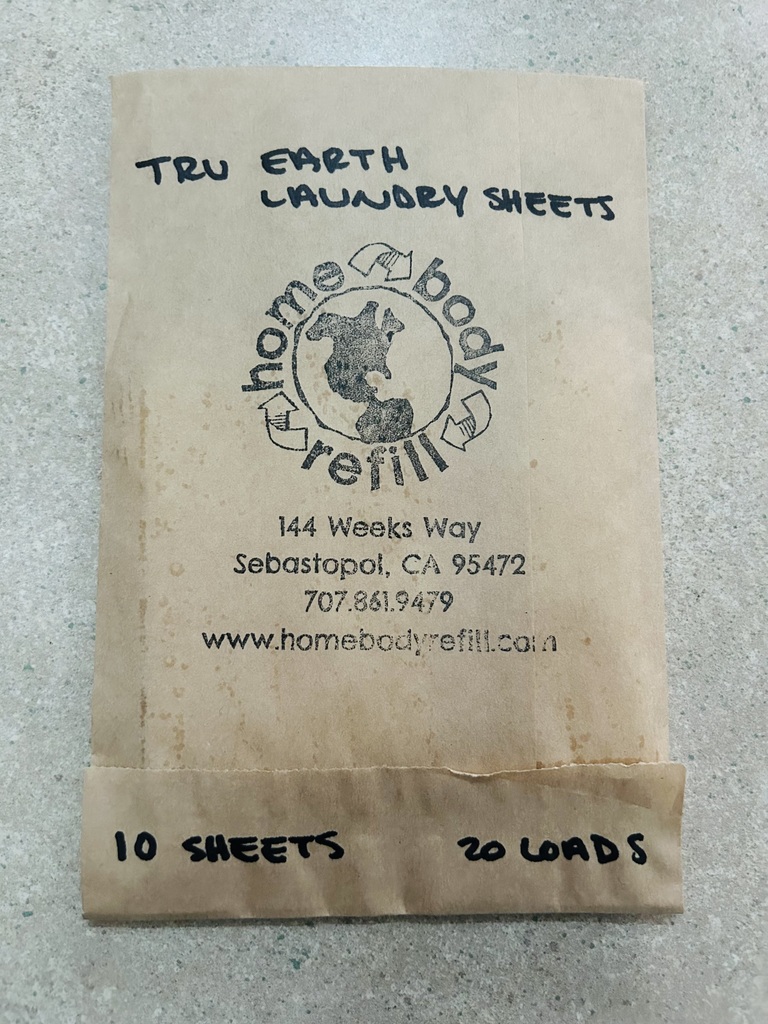 TRU EARTH
LAUNDRY SHEETS
home body
refill
144 Weeks Way
Sebastopol, CA 95472
707.861.9479
www.homebodyrefill.com
10 SHEETS 20 LOADS